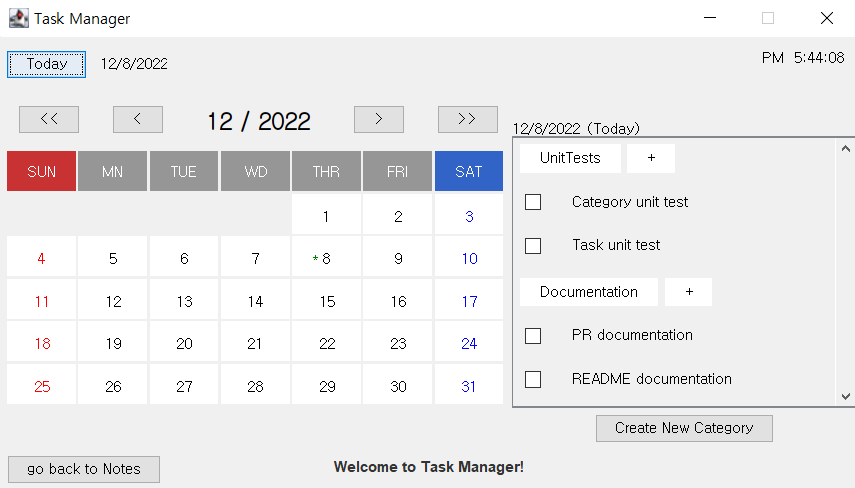 Task Manager
Today 12/8/2022
PM 5:44:08
<< < 12 / 2022 > >>
SUN MN TUE WD THR FRI SAT
1 2 3
4 5 6 7 *8 9 10
11 12 13 14 15 16 17
18 19 20 21 22 23 24
25 26 27 28 29 30 31
12/8/2022 (Today)
UnitTests +
Category unit test
Task unit test
Documentation +
PR documentation
README documentation
Create New Category
go back to Notes
Welcome to Task Manager!